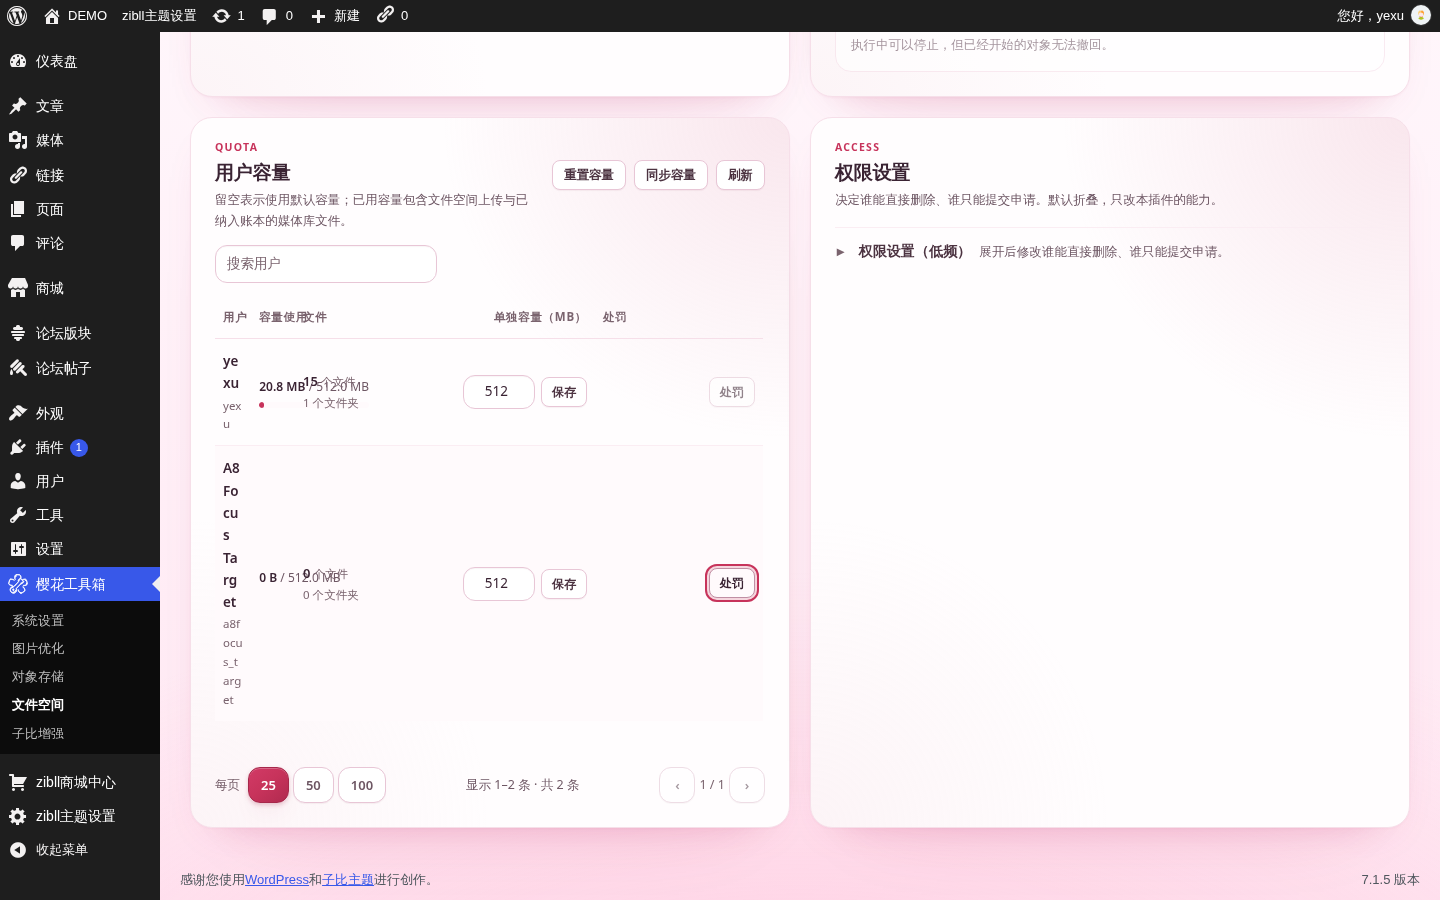 DEMO
zibll主题设置
1
0
新建
0
您好，yexu
仪表盘
文章
媒体
链接
页面
评论
商城
论坛版块
论坛帖子
外观
插件 1
用户
工具
设置
樱花工具箱
系统设置
图片优化
对象存储
文件空间
子比增强
zibll商城中心
zibll主题设置
收起菜单
执行中可以停止，但已经开始的对象无法撤回。
QUOTA
用户容量
留空表示使用默认容量；已用容量包含文件空间上传与已
纳入账本的媒体库文件。
重置容量
同步容量
刷新
搜索用户
用户
容量使用
文件
单独容量（MB）
处罚
ye
xu
yex
u
20.8 MB / 512.0 MB
15 个文件
1 个文件夹
512
保存
处罚
A8
Fo
cu
s
Ta
rg
et
a8f
ocu
s_t
arg
et
0 B / 512.0 MB
0 个文件
0 个文件夹
512
保存
处罚
每页
25
50
100
显示 1–2 条 · 共 2 条
‹
1 / 1
›
ACCESS
权限设置
决定谁能直接删除、谁只能提交申请。默认折叠，只改本插件的能力。
► 权限设置（低频） 展开后修改谁能直接删除、谁只能提交申请。
感谢您使用WordPress和子比主题进行创作。
7.1.5 版本